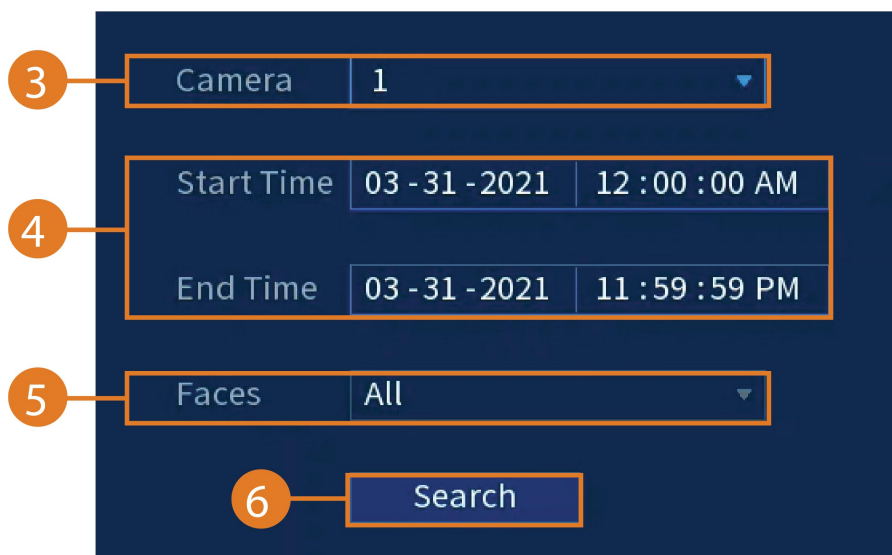 3 Camera 1
4 Start Time 03 - 31 - 2021 12 : 00 : 00 AM
End Time 03 - 31 - 2021 11 : 59 : 59 PM
5 Faces All
6 Search